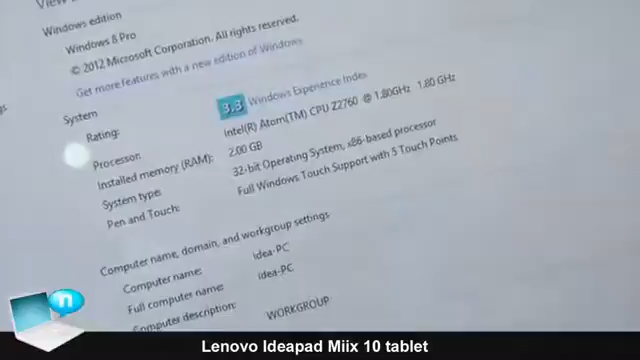 View
Windows edition
Windows 8 Pro
© 2012 Microsoft Corporation. All rights reserved.
Get more features with a new edition of Windows
System
Rating: 3.3 Windows Experience Index
Processor: Intel(R) Atom(TM) CPU Z2760 @ 1.80GHz 1.80 GHz
Installed memory (RAM): 2.00 GB
System type: 32-bit Operating System, x86-based processor
Pen and Touch: Full Windows Touch Support with 5 Touch Points
Computer name, domain, and workgroup settings
Computer name: idea-PC
Full computer name: idea-PC
Computer description:
WORKGROUP
n
Lenovo Ideapad Miix 10 tablet